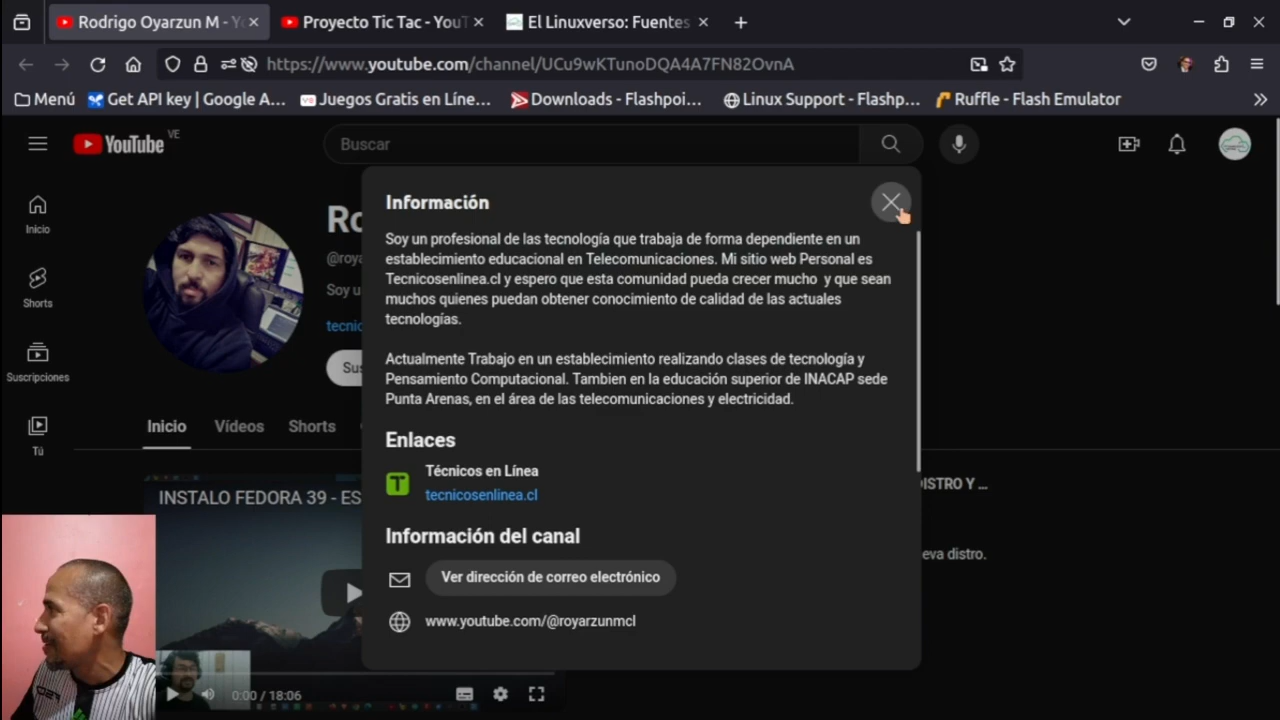 Rodrigo Oyarzun M - Yo
Proyecto Tic Tac - YouT
El Linuxverso: Fuentes
https://www.youtube.com/channel/UCu9wKTunoDQA4A7FN82OvnA
Menú
Get API key | Google A...
Juegos Gratis en Líne...
Downloads - Flashpoi...
Linux Support - Flashp...
Ruffle - Flash Emulator
YouTube VE
Buscar
Inicio
Shorts
Suscripciones
Tú
Ro
@roya
Soy u
tecnic
Sus
Inicio
Vídeos
Shorts
Información
Soy un profesional de las tecnología que trabaja de forma dependiente en un
establecimiento educacional en Telecomunicaciones. Mi sitio web Personal es
Tecnicosenlinea.cl y espero que esta comunidad pueda crecer mucho y que sean
muchos quienes puedan obtener conocimiento de calidad de las actuales
tecnologías.
Actualmente Trabajo en un establecimiento realizando clases de tecnología y
Pensamiento Computacional. Tambien en la educación superior de INACAP sede
Punta Arenas, en el área de las telecomunicaciones y electricidad.
Enlaces
Técnicos en Línea
tecnicosenlinea.cl
Información del canal
Ver dirección de correo electrónico
www.youtube.com/@royarzunmcl
INSTALO FEDORA 39 - ES
ISTRO Y ...
eva distro.
0:00 / 18:06